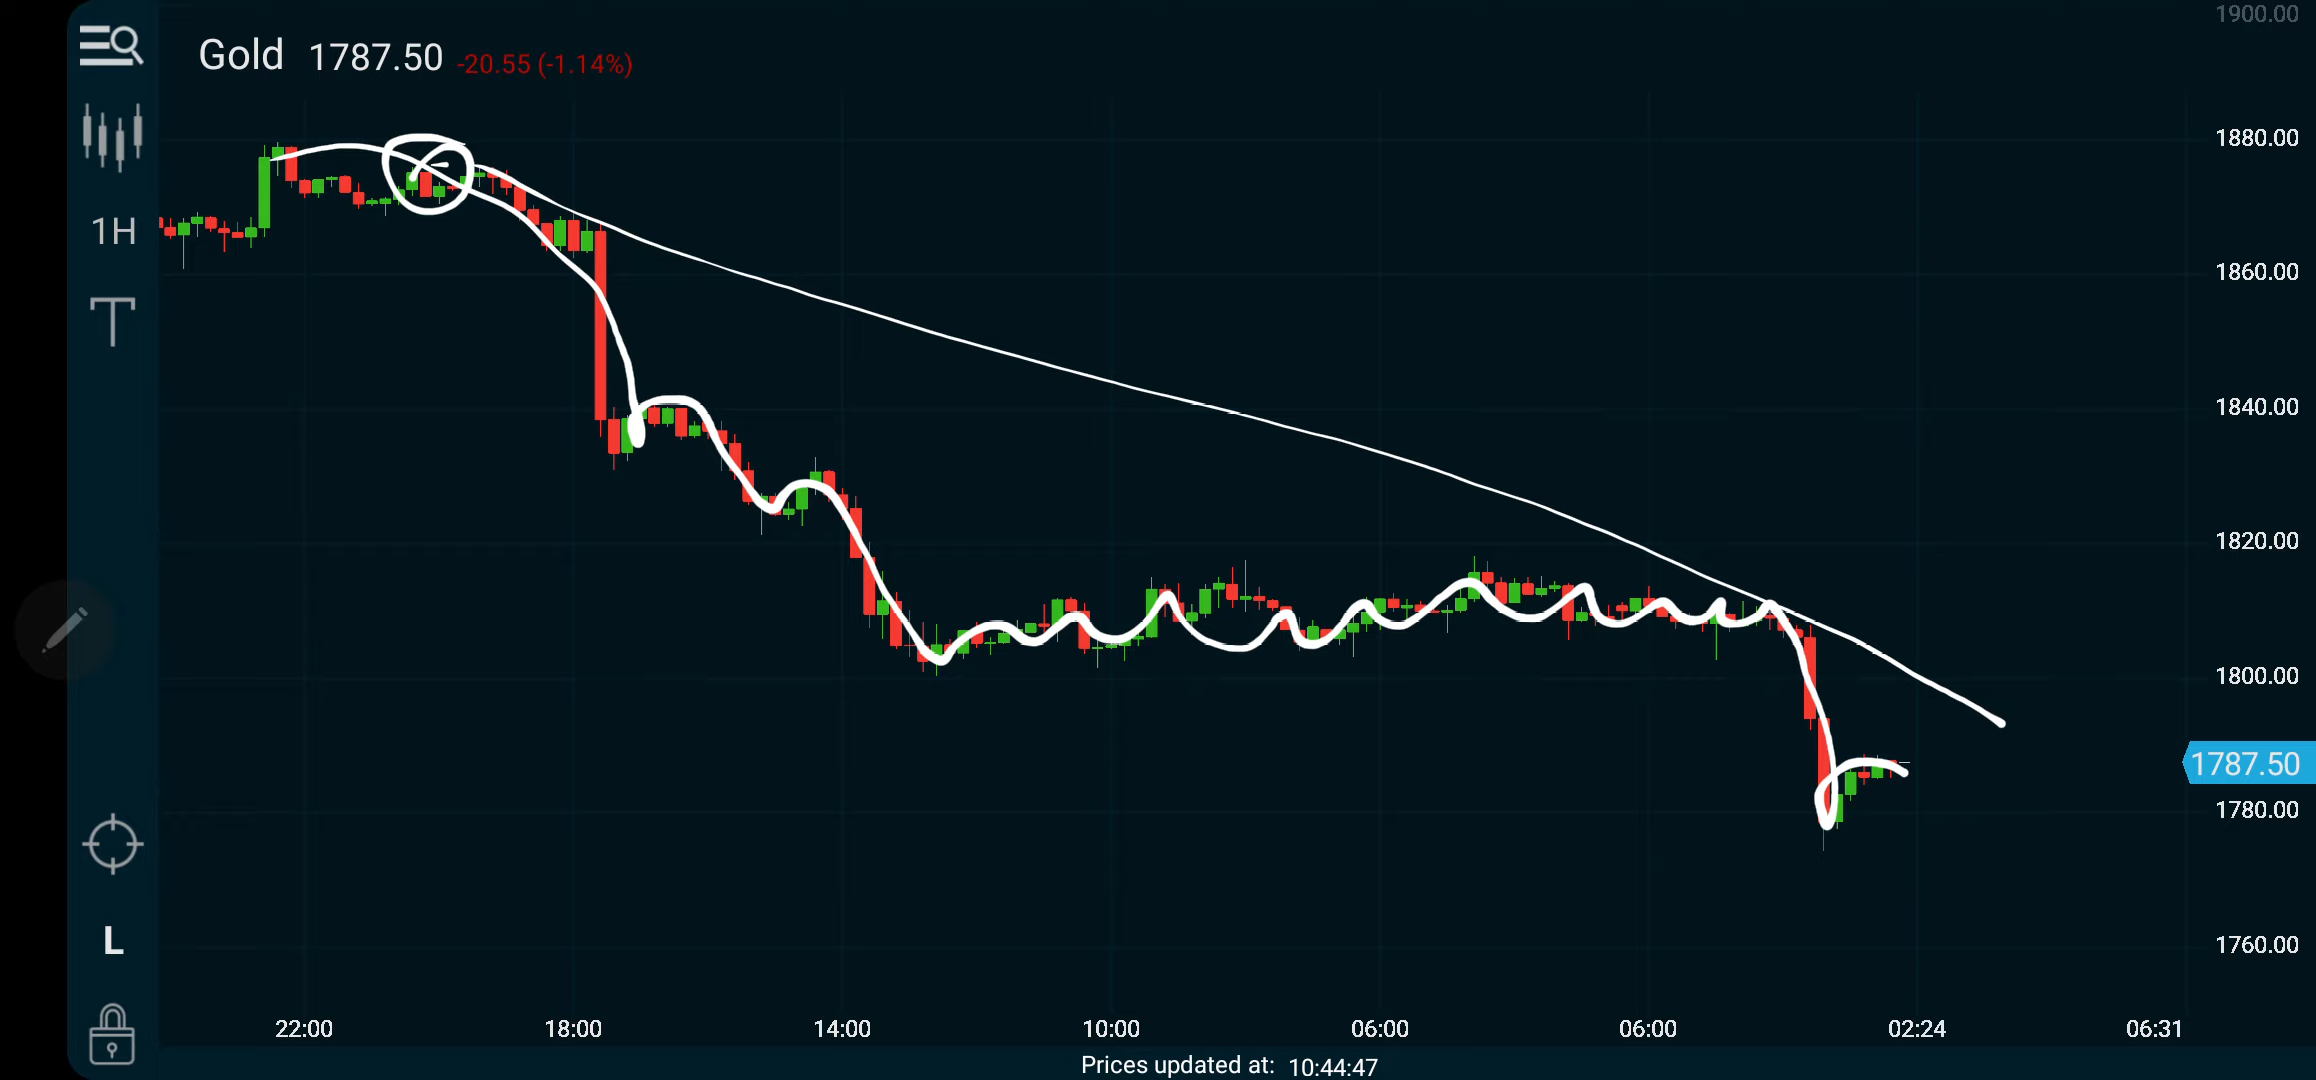 1900.00
Gold 1787.50 -20.55 (-1.14%)
1880.00
1H
1860.00
T
1840.00
1820.00
1800.00
1787.50
1780.00
L
1760.00
22:00 18:00 14:00 10:00 06:00 06:00 02:24 06:31
Prices updated at: 10:44:47